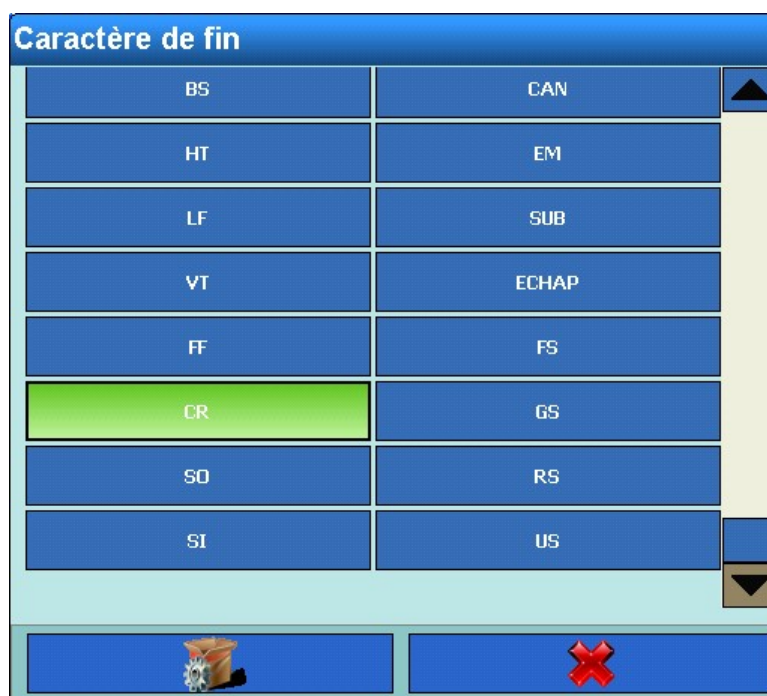 Caractère de fin
BS CAN
HT EM
LF SUB
VT ECHAP
FF FS
CR GS
SO RS
SI US